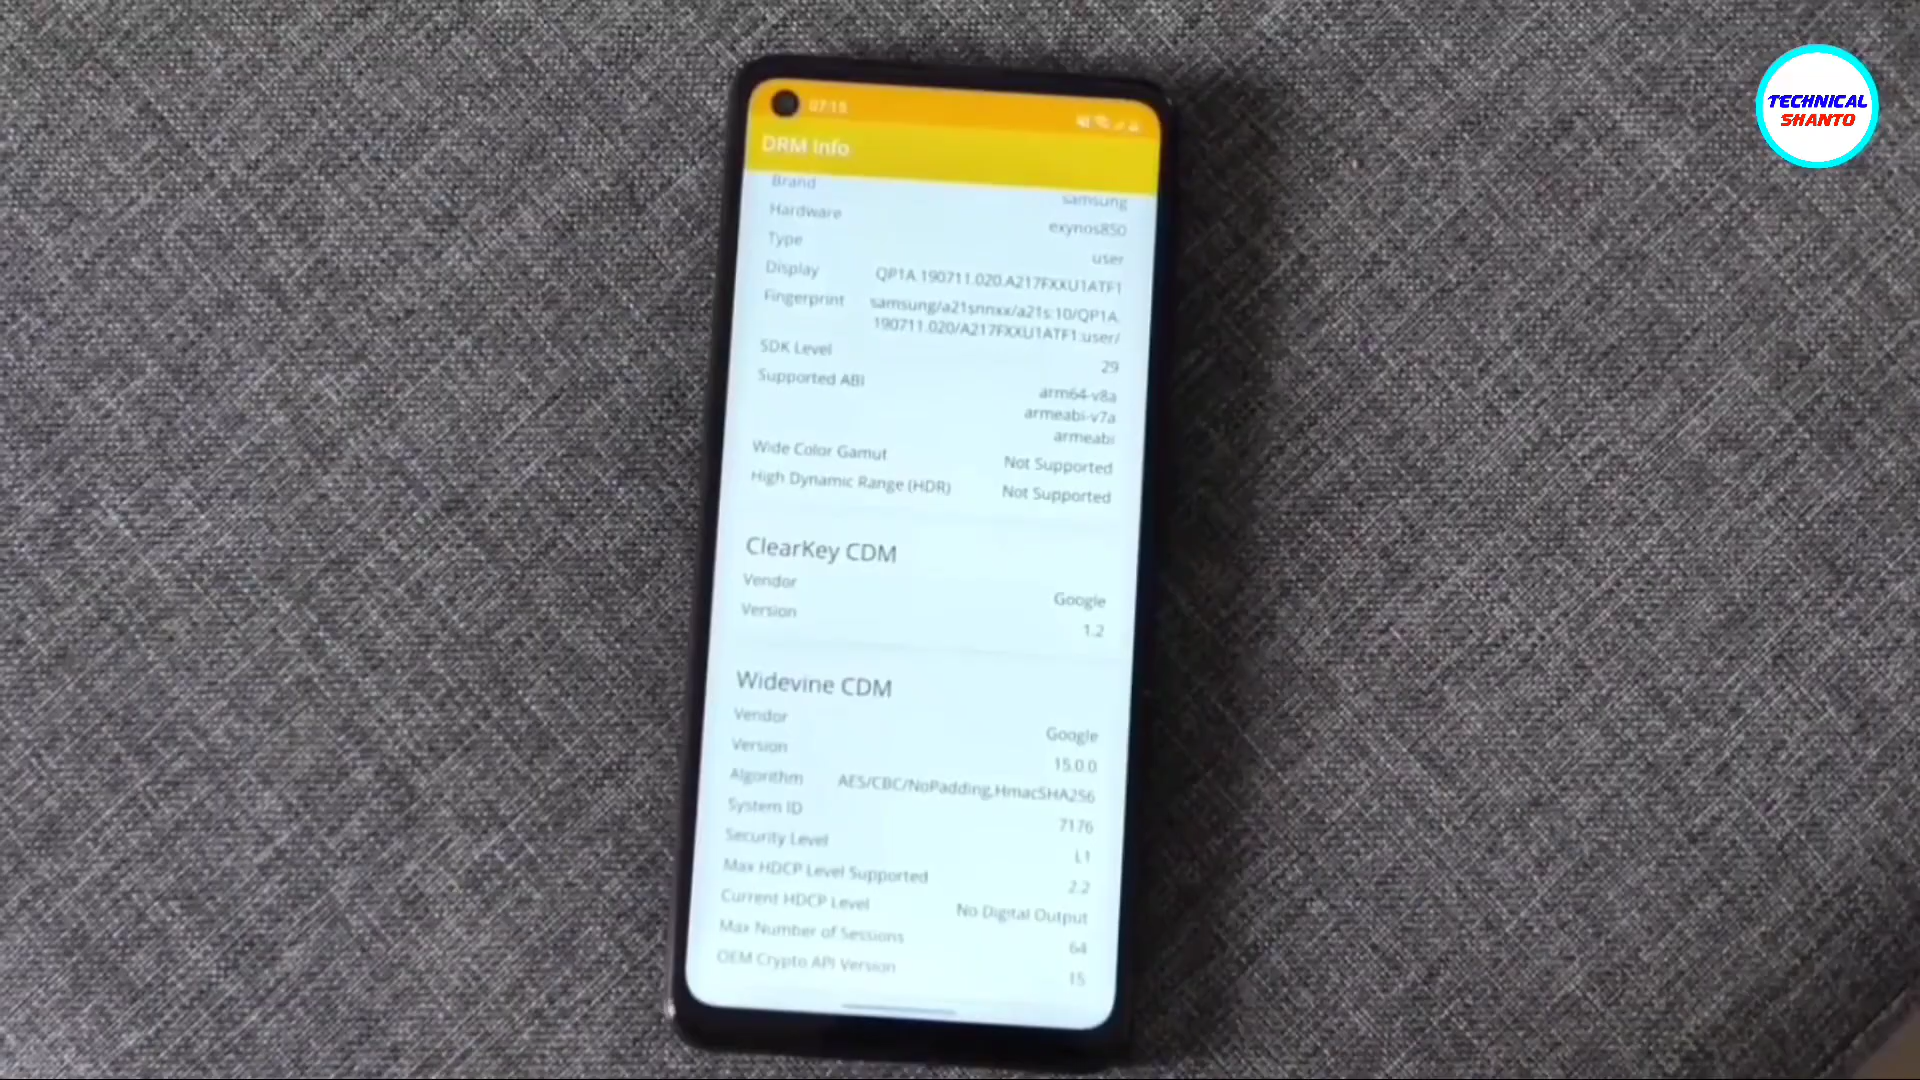 TECHNICAL
SHANTO
07:15
DRM Info
Brand samsung
Hardware exynos850
Type user
Display QP1A.190711.020.A217FXXU1ATF1
Fingerprint samsung/a21snnxx/a21s:10/QP1A.
190711.020/A217FXXU1ATF1:user/
SDK Level 29
Supported ABI arm64-v8a
armeabi-v7a
armeabi
Wide Color Gamut Not Supported
High Dynamic Range (HDR) Not Supported
ClearKey CDM
Vendor Google
Version 1.2
Widevine CDM
Vendor Google
Version 15.0.0
Algorithm AES/CBC/NoPadding,HmacSHA256
System ID 7176
Security Level L1
Max HDCP Level Supported 2.2
Current HDCP Level No Digital Output
Max Number of Sessions 64
OEM Crypto API Version 15